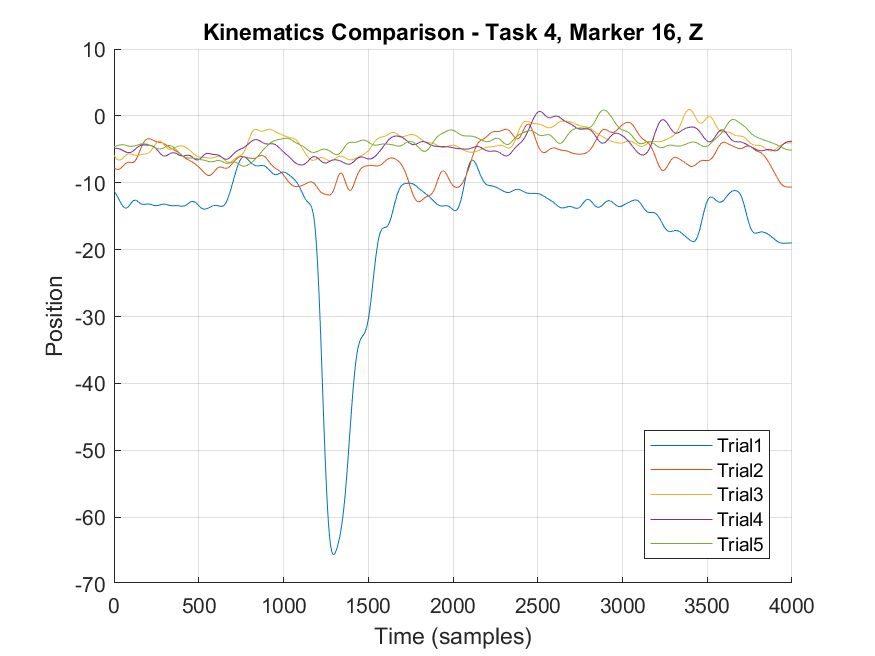 Kinematics Comparison - Task 4, Marker 16, Z
10
0
-10
-20
-30
-40
-50
-60
-70
Position
Trial1
Trial2
Trial3
Trial4
Trial5
0 500 1000 1500 2000 2500 3000 3500 4000
Time (samples)